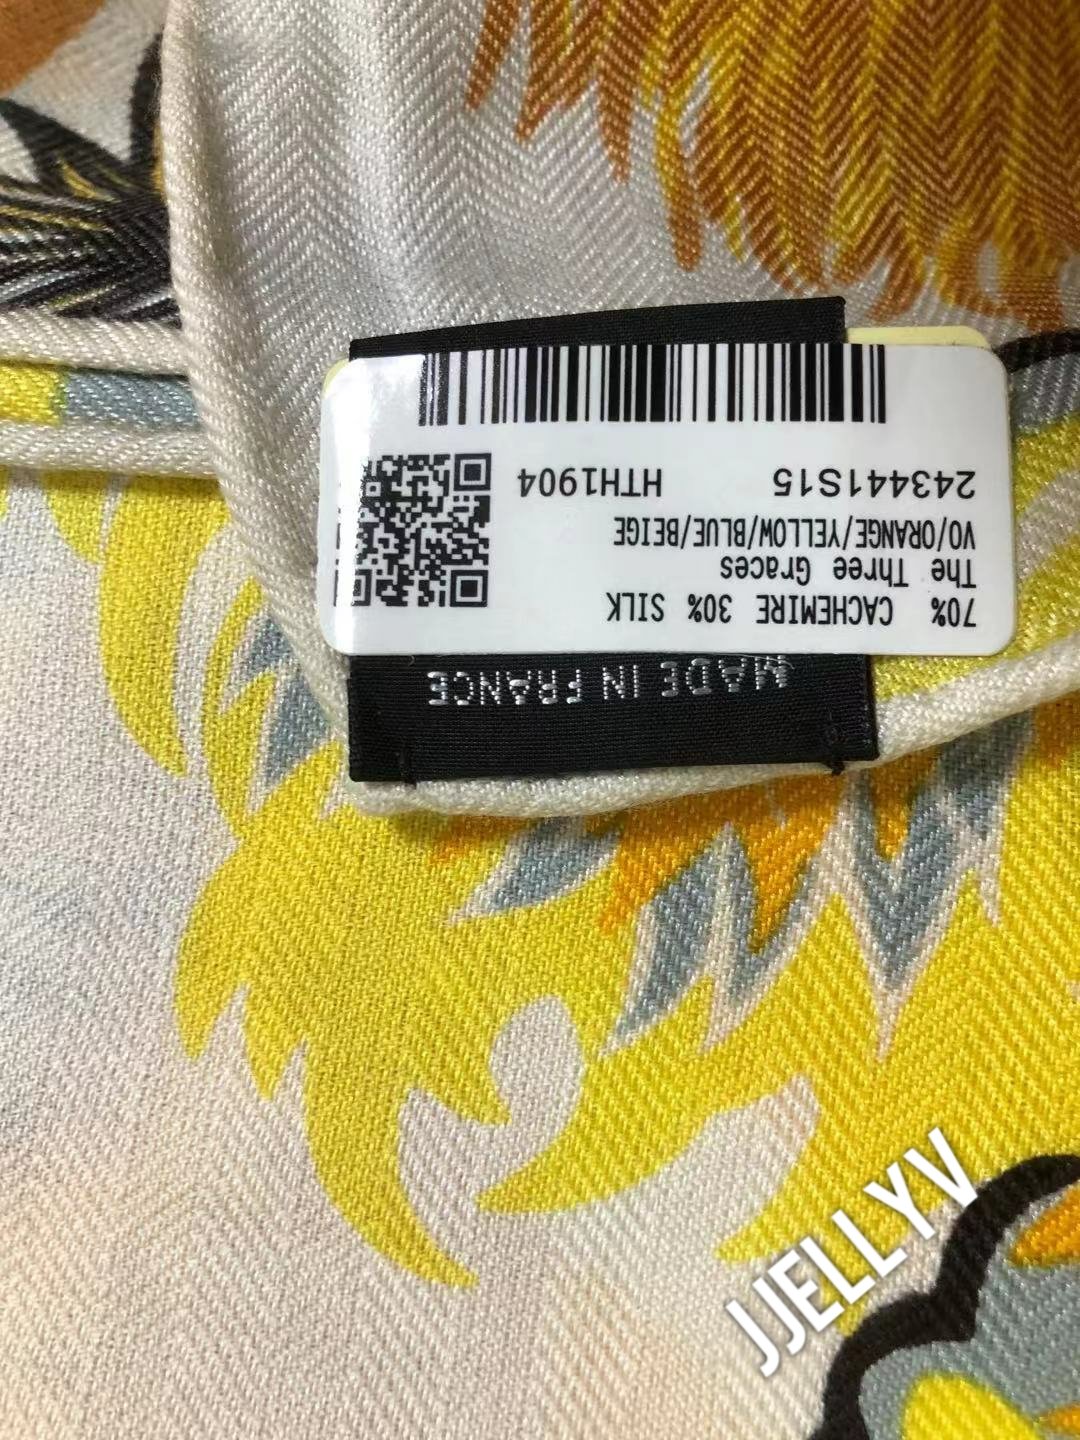 70% CACHEMIRE 30% SILK
The Three Graces
VO/ORANGE/YELLOW/BLUE/BEIGE
243441S15 HTH1904
MADE IN FRANCE
JJELLYV